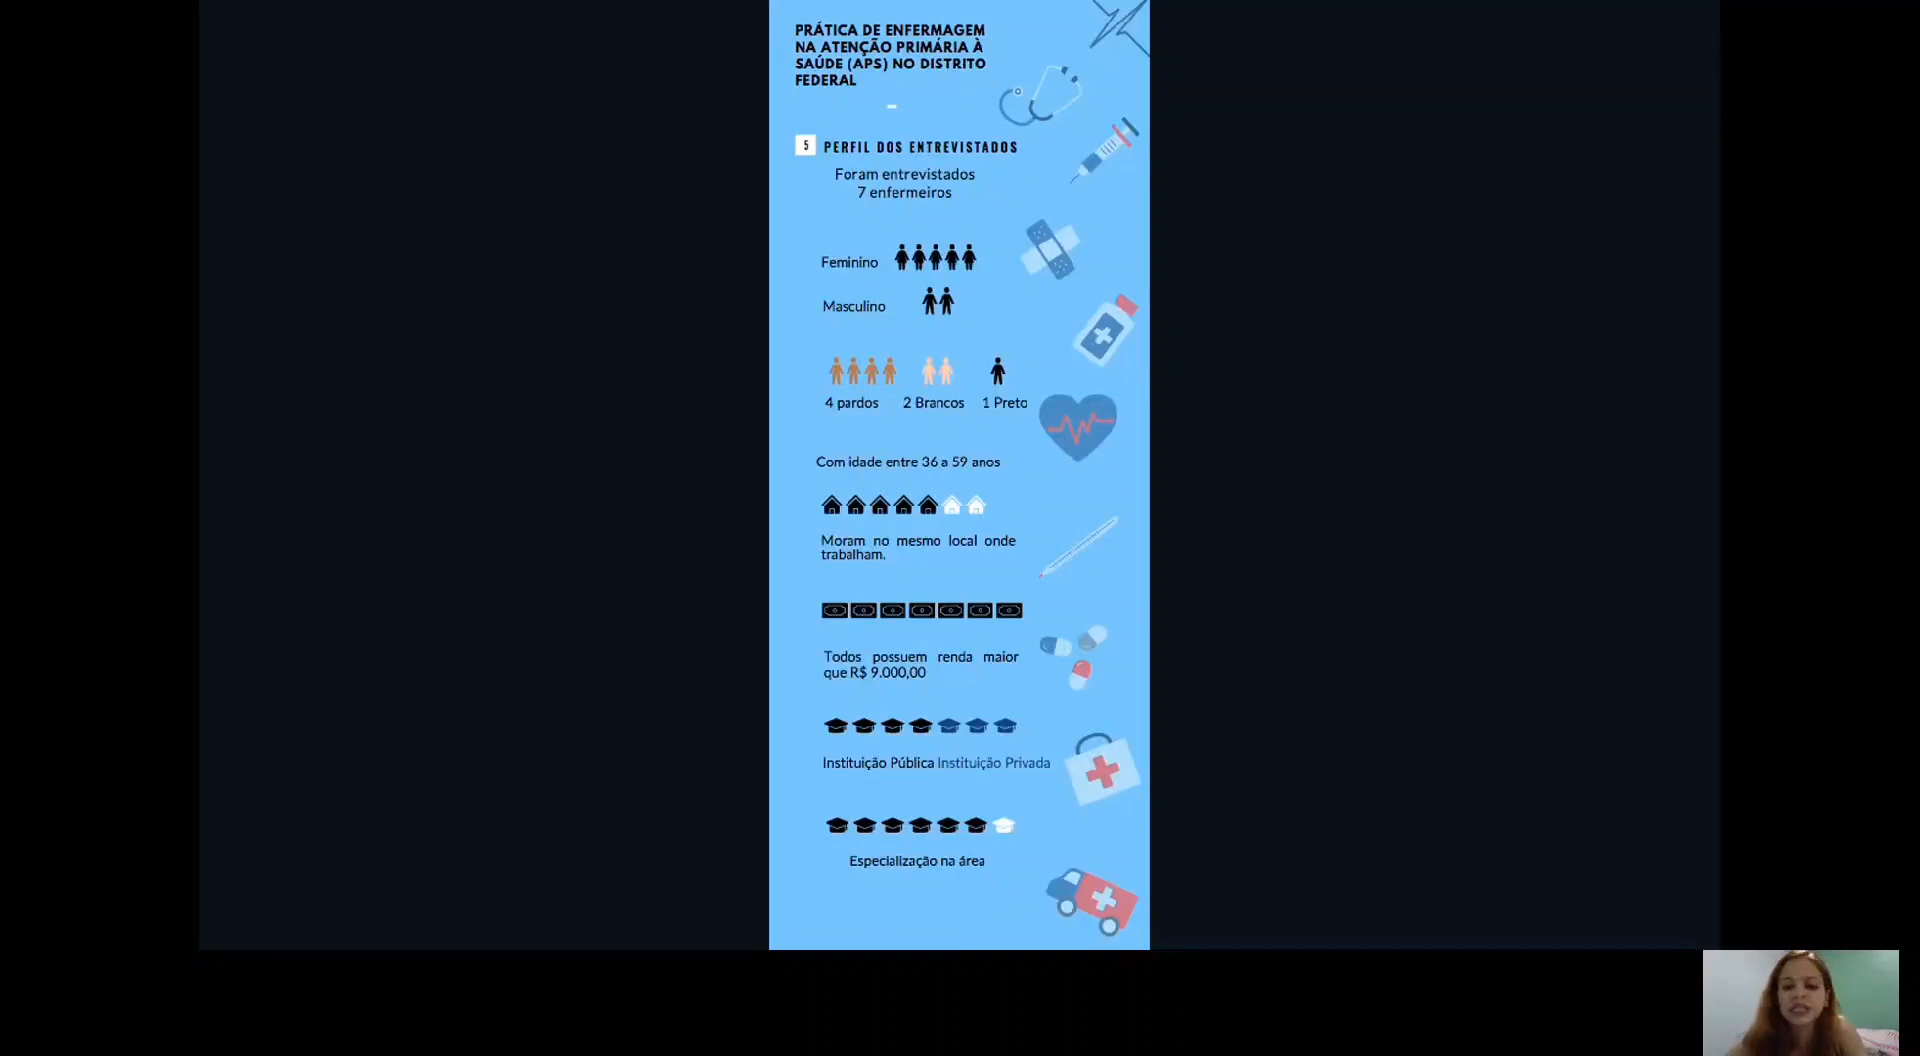 PRÁTICA DE ENFERMAGEM
NA ATENÇÃO PRIMÁRIA À
SAÚDE (APS) NO DISTRITO
FEDERAL
5 PERFIL DOS ENTREVISTADOS
Foram entrevistados
7 enfermeiros
Feminino
Masculino
4 pardos 2 Brancos 1 Preto
Com idade entre 36 a 59 anos
Moram no mesmo local onde
trabalham.
Todos possuem renda maior
que R$ 9.000,00
Instituição Pública Instituição Privada
Especialização na área